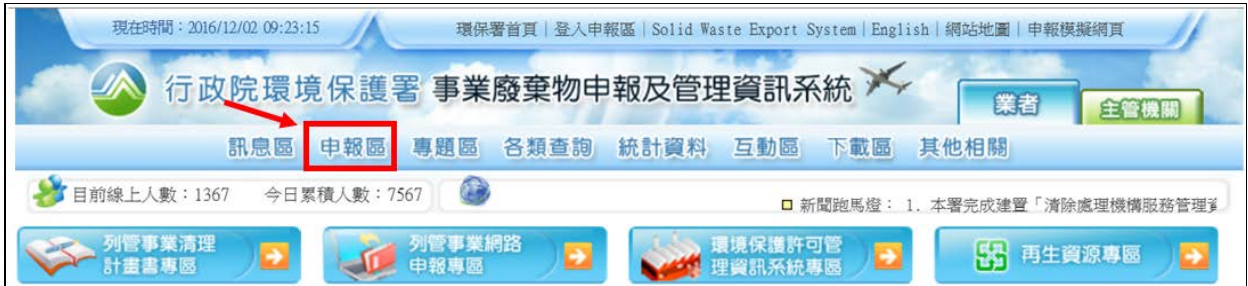 現在時間：2016/12/02 09:23:15
環保署首頁｜登入申報區｜Solid Waste Export System｜English｜網站地圖｜申報模擬網頁
行政院環境保護署 事業廢棄物申報及管理資訊系統
業者 主管機關
訊息區 申報區 專題區 各類查詢 統計資料 互動區 下載區 其他相關
目前線上人數：1367 今日累積人數：7567
新聞跑馬燈： 1. 本署完成建置「清除處理機構服務管理資
列管事業清理
計畫書專區
列管事業網路
申報專區
環境保護許可管
理資訊系統專區
再生資源專區